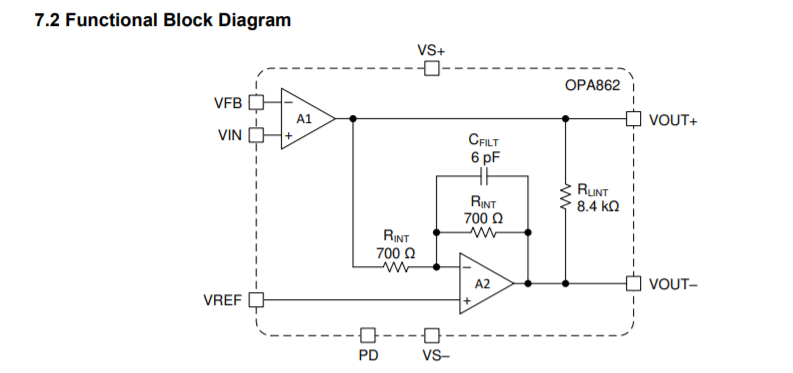 7.2 Functional Block Diagram
VS+
OPA862
VFB
A1
VOUT+
VIN
CFILT
6 pF
RINT
700 Ω
RLINT
8.4 kΩ
RINT
700 Ω
A2
VOUT–
VREF
PD
VS–